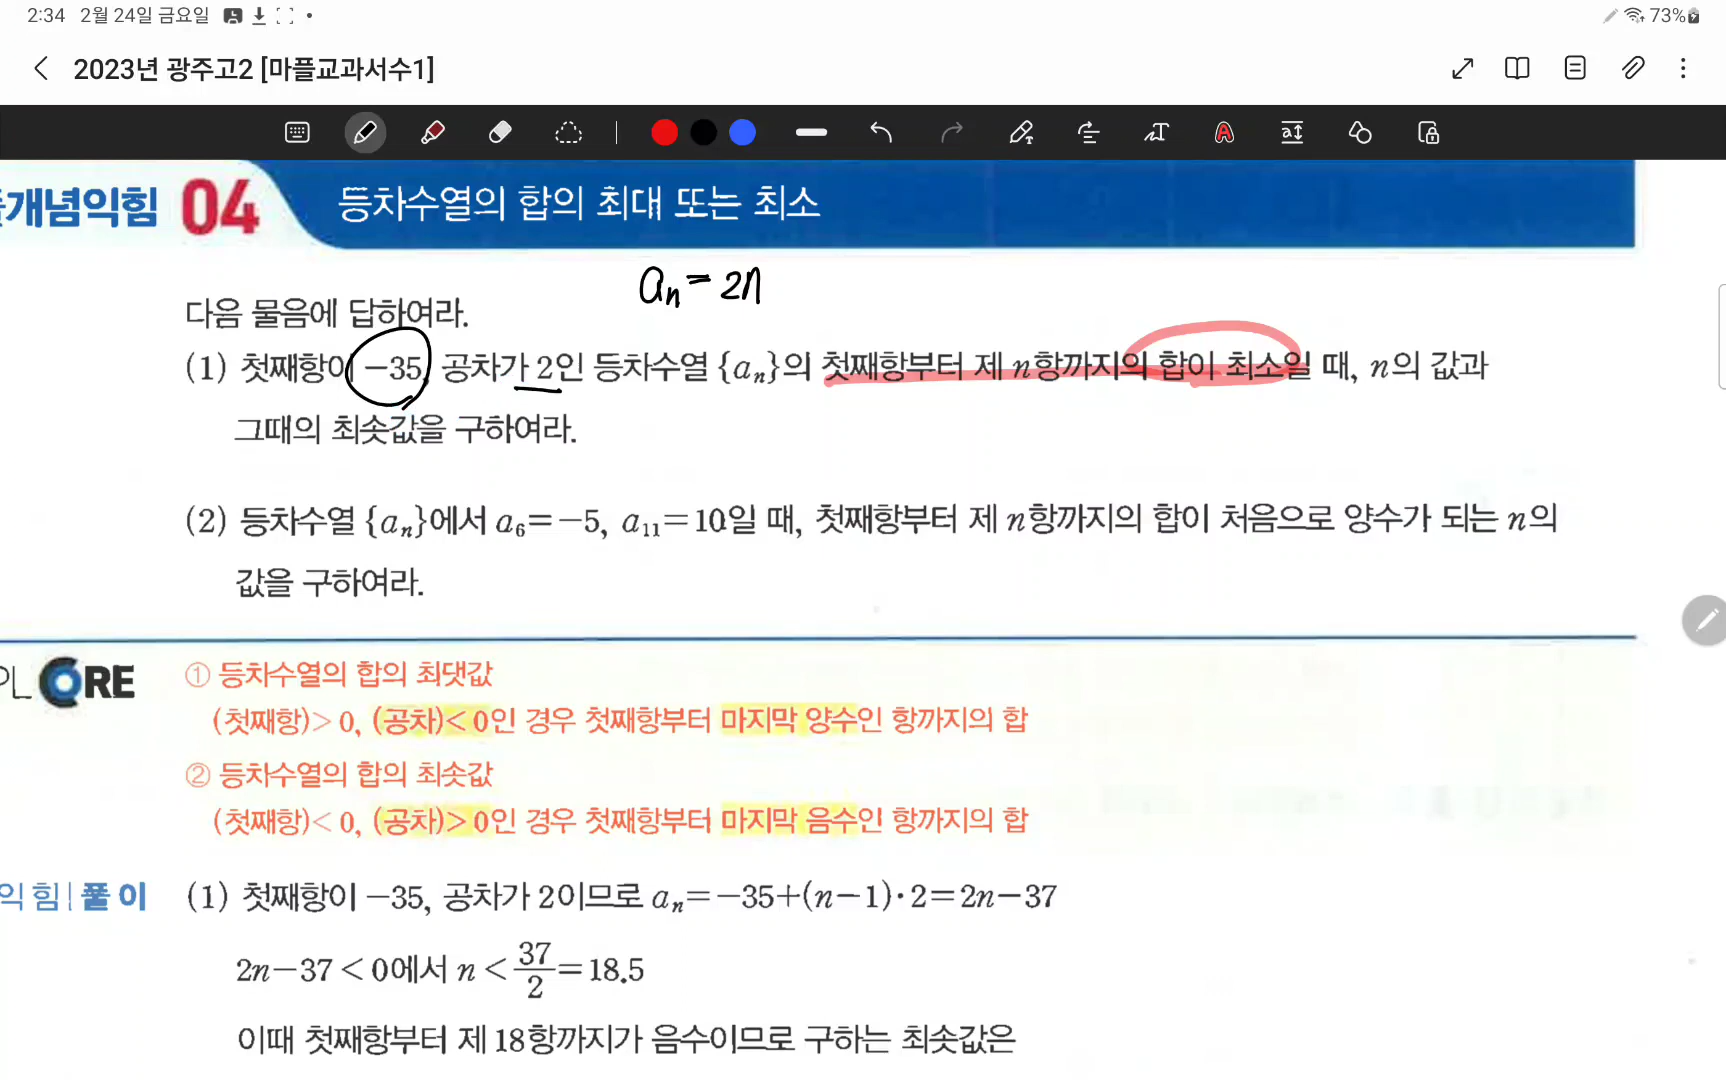 2:34 2월 24일 금요일
73%
2023년 광주고2 [마플교과서수1]
개념익힘 04 등차수열의 합의 최대 또는 최소
aₙ = 2n
다음 물음에 답하여라.
(1) 첫째항이 −35, 공차가 2인 등차수열 {aₙ}의 첫째항부터 제 n항까지의 합이 최소일 때, n의 값과
그때의 최솟값을 구하여라.
(2) 등차수열 {aₙ}에서 a₆=−5, a₁₁=10일 때, 첫째항부터 제 n항까지의 합이 처음으로 양수가 되는 n의
값을 구하여라.
PL CORE
① 등차수열의 합의 최댓값
(첫째항)>0, (공차)<0인 경우 첫째항부터 마지막 양수인 항까지의 합
② 등차수열의 합의 최솟값
(첫째항)<0, (공차)>0인 경우 첫째항부터 마지막 음수인 항까지의 합
익힘|풀이 (1) 첫째항이 −35, 공차가 2이므로 aₙ=−35+(n−1)·2=2n−37
2n−37<0에서 n<37/2=18.5
이때 첫째항부터 제 18항까지가 음수이므로 구하는 최솟값은